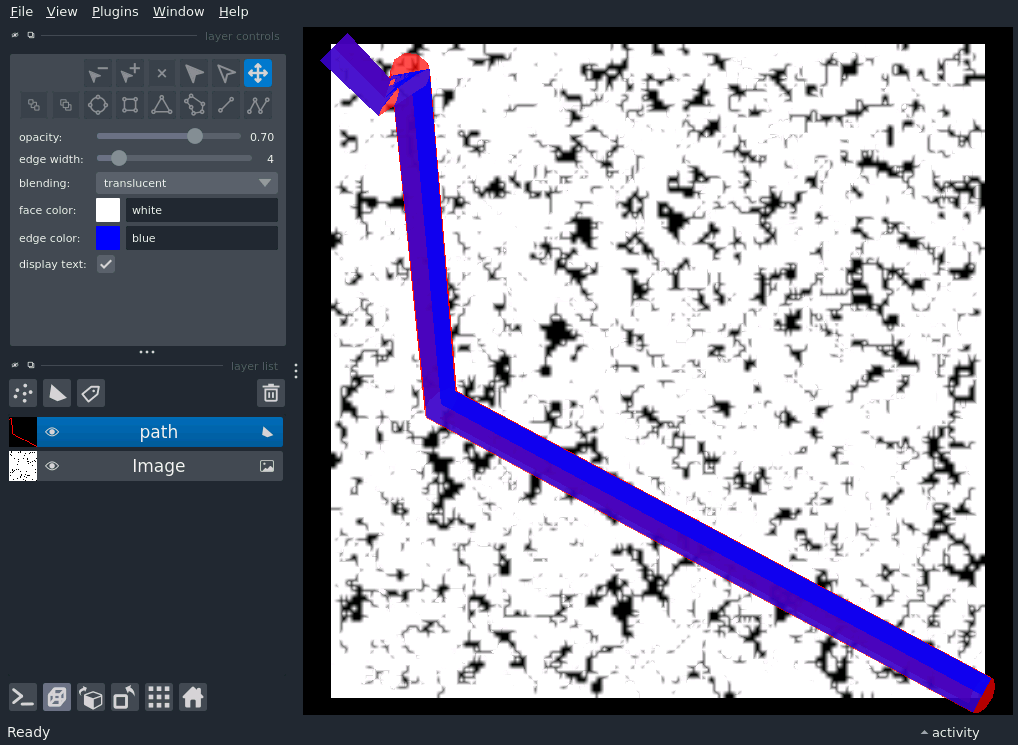 File View Plugins Window Help
layer controls
opacity: 0.70
edge width: 4
blending: translucent
face color: white
edge color: blue
display text:
layer list
path
Image
Ready
activity